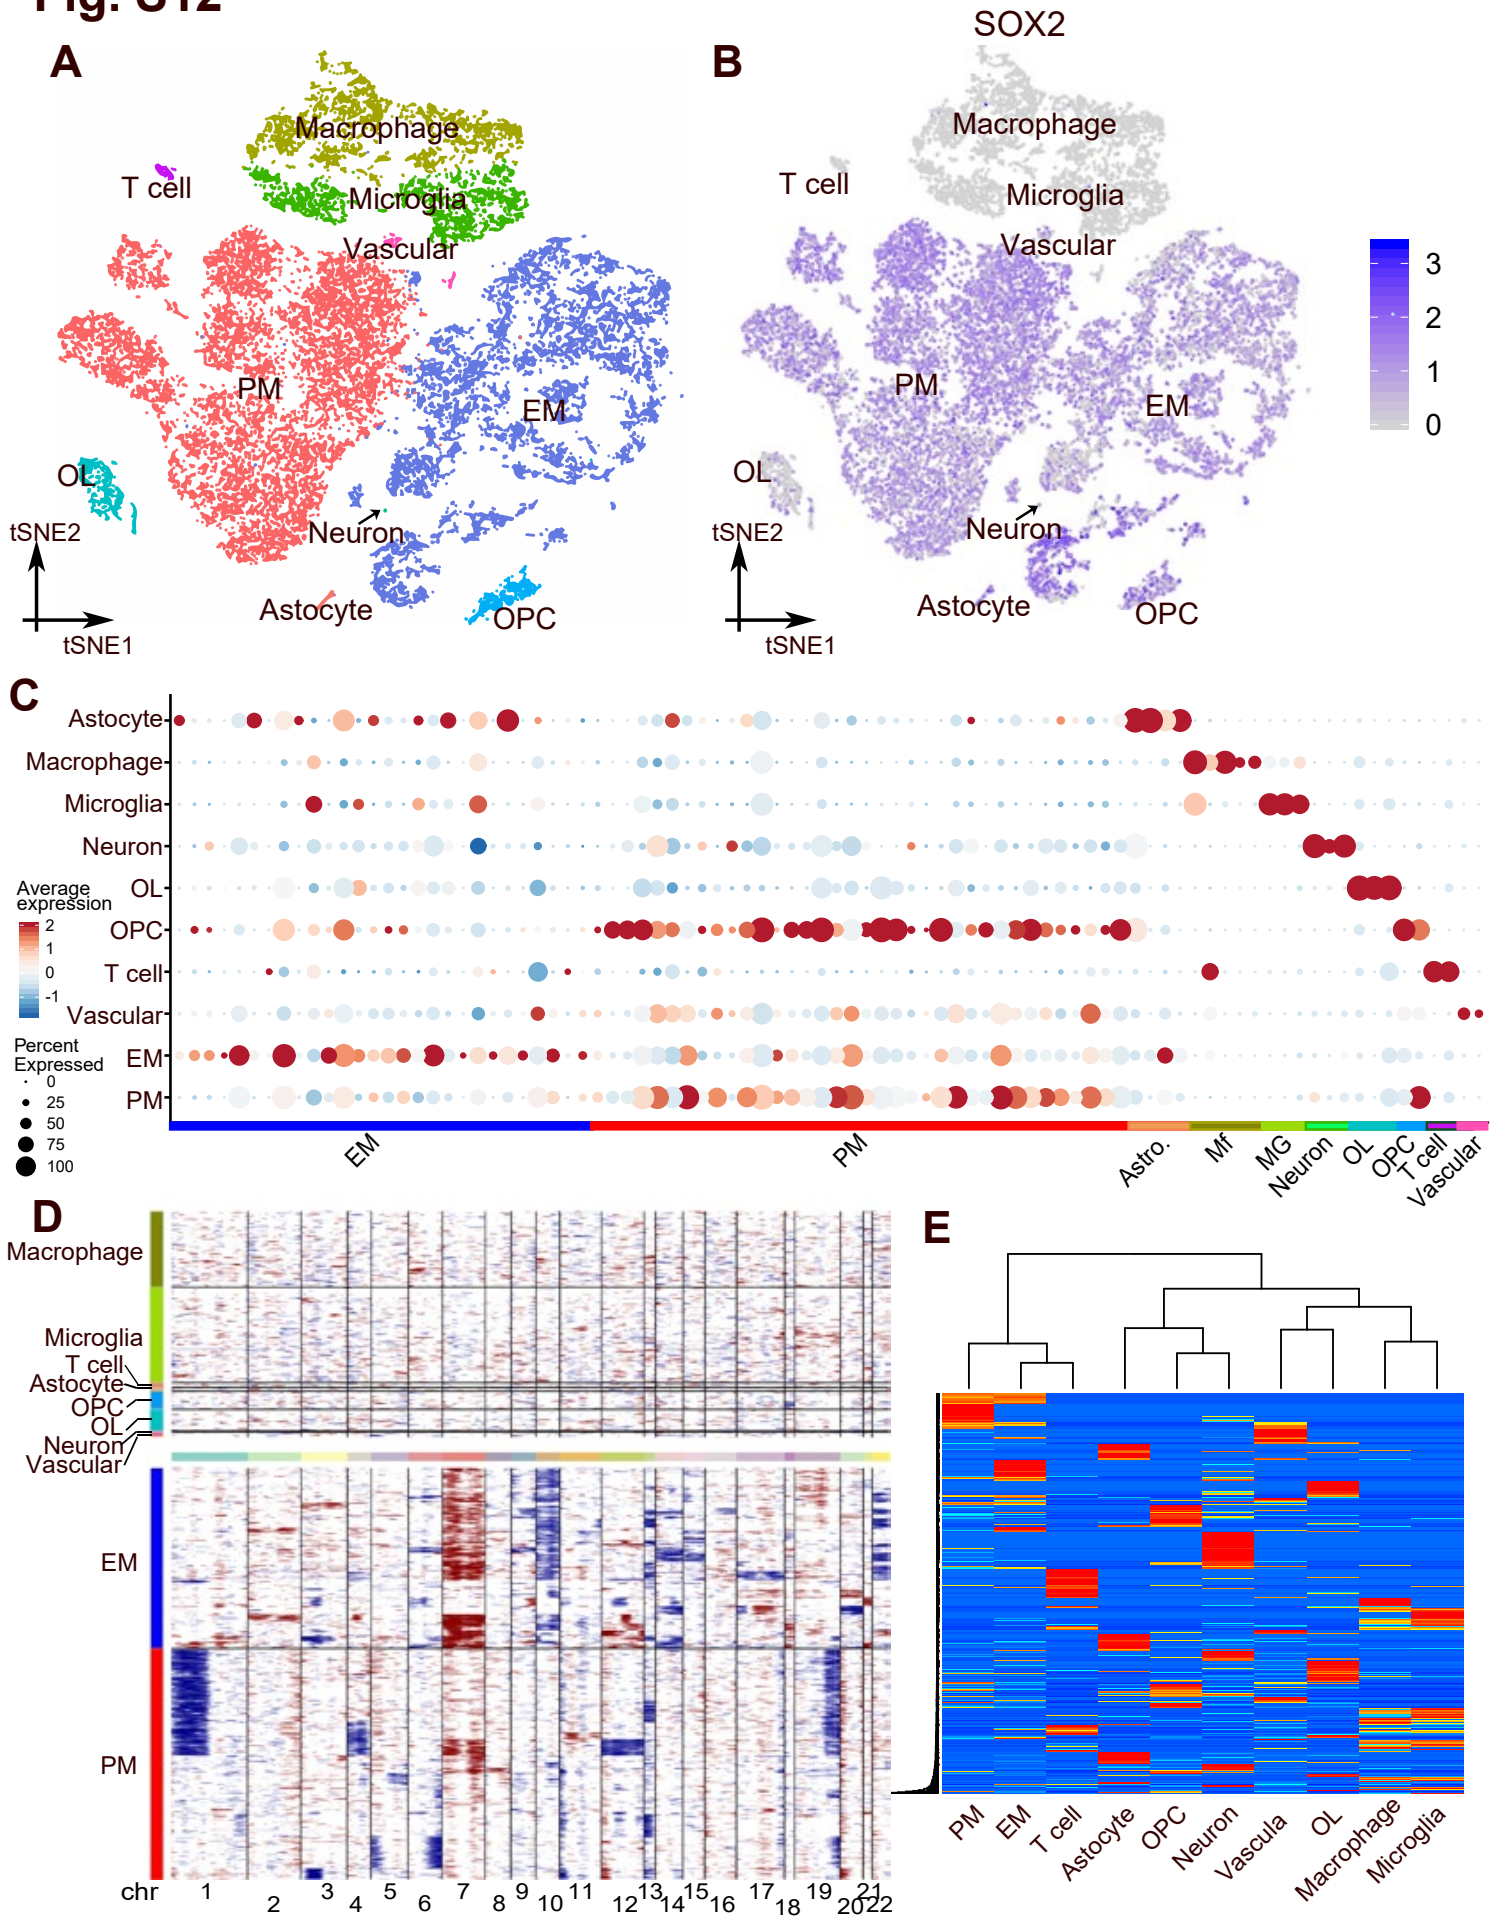 Fig. S12
A
Macrophage
T cell
Microglia
Vascular
PM
EM
OL
Neuron
tSNE2
Astocyte
OPC
tSNE1
B
SOX2
Macrophage
T cell
Microglia
Vascular
PM
EM
OL
Neuron
tSNE2
Astocyte
OPC
tSNE1
3
2
1
0
C
Astocyte
Macrophage
Microglia
Neuron
OL
OPC
T cell
Vascular
EM
PM
Average
expression
2
1
0
-1
Percent
Expressed
0
25
50
75
100
EM
PM
Astro.
Mf
MG
Neuron
OL
OPC
T cell
Vascular
D
Macrophage
Microglia
T cell
Astocyte
OPC
OL
Neuron
Vascular
EM
PM
chr
1
2
3
4
5
6
7
8
9
10
11
12
13
14
15
16
17
18
19
20
21
22
E
PM
EM
T cell
Astocyte
OPC
Neuron
Vascula
OL
Macrophage
Microglia